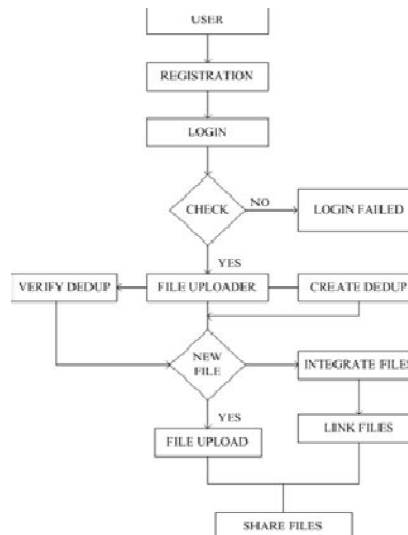 USER
REGISTRATION
LOGIN
CHECK
NO
LOGIN FAILED
YES
VERIFY DEDUP
FILE UPLOADER
CREATE DEDUP
NEW
FILE
INTEGRATE FILES
YES
FILE UPLOAD
LINK FILES
SHARE FILES